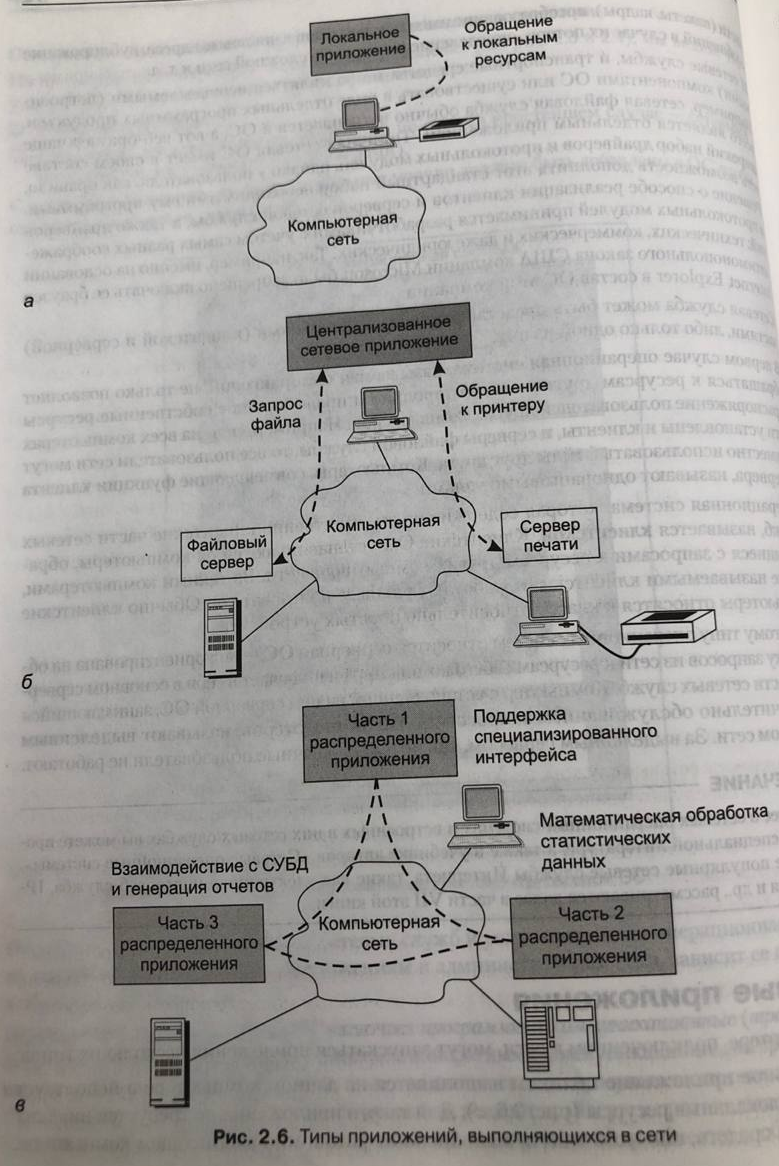 Локальное
приложение
Обращение
к локальным
ресурсам
Компьютерная
сеть
а
Централизованное
сетевое приложение
Запрос
файла
Обращение
к принтеру
Компьютерная
сеть
Файловый
сервер
Сервер
печати
б
Часть 1
распределенного
приложения
Поддержка
специализированного
интерфейса
Математическая обработка
статистических
данных
Взаимодействие с СУБД
и генерация отчетов
Компьютерная
сеть
Часть 3
распределенного
приложения
Часть 2
распределенного
приложения
в
Рис. 2.6. Типы приложений, выполняющихся в сети